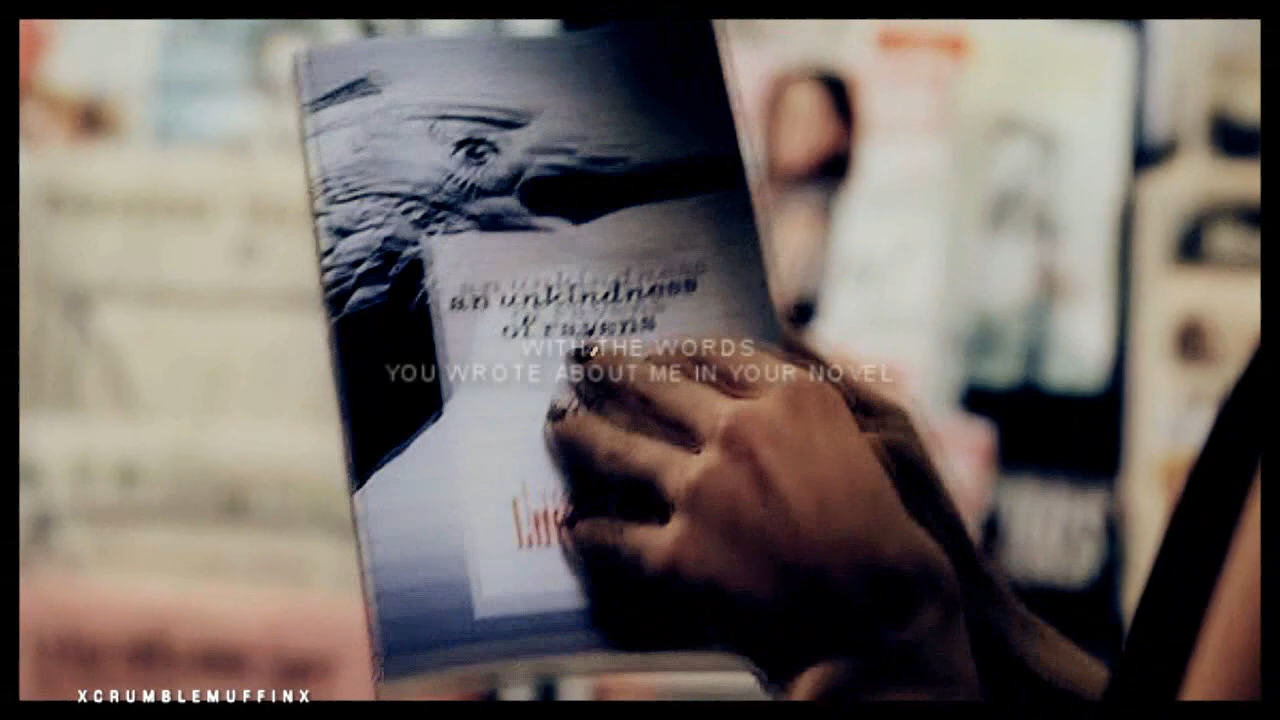 an unkindness
of ravens
WITH THE WORDS
YOU WROTE ABOUT ME IN YOUR NOVEL
XCRUMBLEMUFFINX